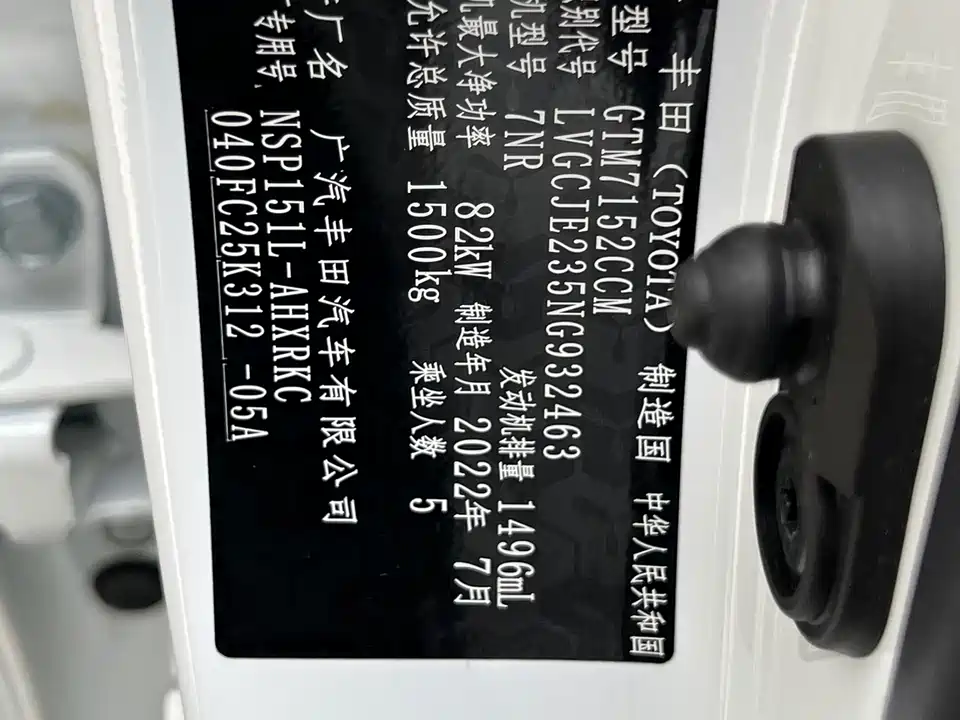 丰田 (TOYOTA) 制造国 中华人民共和国
型号 GTM7152CCM
识别代号 LVGCJE235NG932463
机型号 7NR 发动机排量 1496mL
机最大净功率 82kW 制造年月 2022年 7月
允许总质量 1500kg 乘坐人数 5
厂名 广汽丰田汽车有限公司
专用号 NSP151L-AHXRKC
040FC25K312 -05A